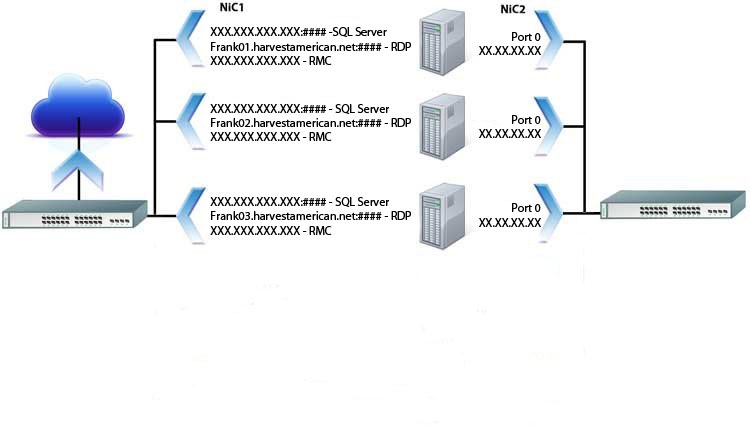 NiC1
NiC2
XXX.XXX.XXX.XXX:#### -SQL Server
Frank01.harvestamerican.net:#### - RDP
XXX.XXX.XXX.XXX - RMC
Port 0
XX.XX.XX.XX
XXX.XXX.XXX.XXX:#### - SQL Server
Frank02.harvestamerican.net:#### - RDP
XXX.XXX.XXX.XXX - RMC
Port 0
XX.XX.XX.XX
XXX.XXX.XXX.XXX:#### - SQL Server
Frank03.harvestamerican.net:#### - RDP
XXX.XXX.XXX.XXX - RMC
Port 0
XX.XX.XX.XX